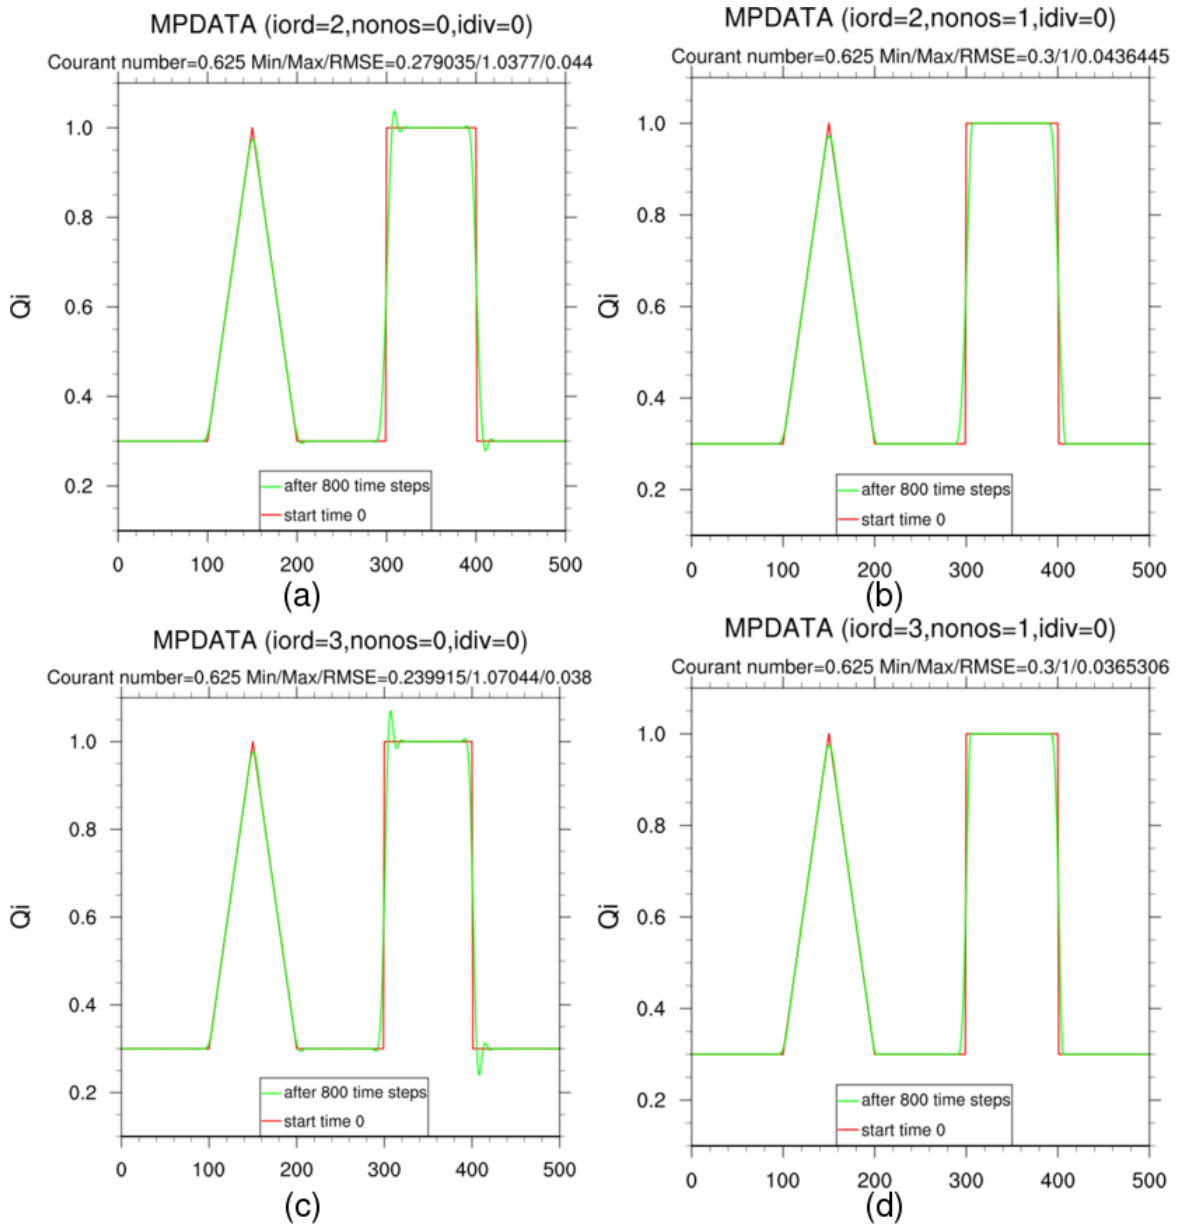 MPDATA (iord=2,nonos=0,idiv=0)
Courant number=0.625 Min/Max/RMSE=0.279035/1.0377/0.044
1.0
0.8
0.6
0.4
0.2
Qi
after 800 time steps
start time 0
0 100 200 300 400 500
(a)
MPDATA (iord=2,nonos=1,idiv=0)
Courant number=0.625 Min/Max/RMSE=0.3/1/0.0436445
1.0
0.8
0.6
0.4
0.2
Qi
after 800 time steps
start time 0
0 100 200 300 400 500
(b)
MPDATA (iord=3,nonos=0,idiv=0)
Courant number=0.625 Min/Max/RMSE=0.239915/1.07044/0.038
1.0
0.8
0.6
0.4
0.2
Qi
after 800 time steps
start time 0
0 100 200 300 400 500
(c)
MPDATA (iord=3,nonos=1,idiv=0)
Courant number=0.625 Min/Max/RMSE=0.3/1/0.0365306
1.0
0.8
0.6
0.4
0.2
Qi
after 800 time steps
start time 0
0 100 200 300 400 500
(d)